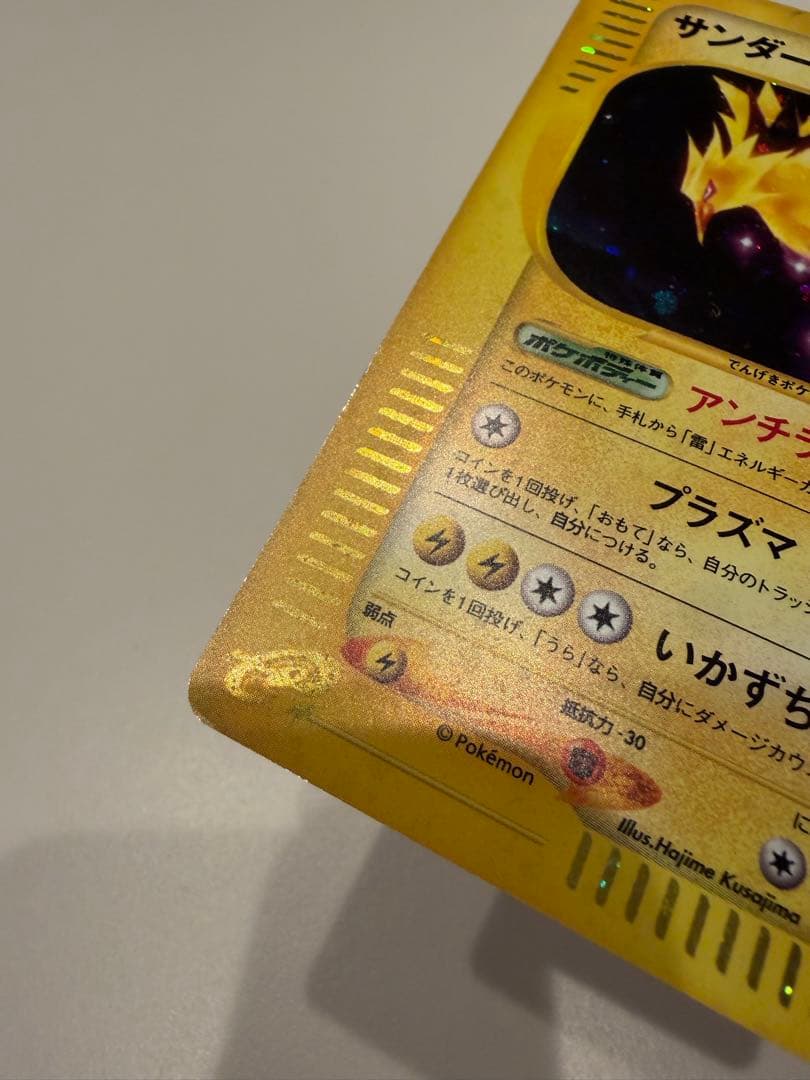 サンダー
でんげきポケ
特殊体質
ポケボディー
アンチ
このポケモンに、手札から「雷」エネルギーカ
プラズマ
コインを1回投げ、「おもて」なら、自分のトラッシ
1枚選び出し、自分につける。
いかずち
コインを1回投げ、「うら」なら、自分にダメージカウ
弱点
抵抗力 -30
に
©Pokémon
Illus.Hajime Kusajima